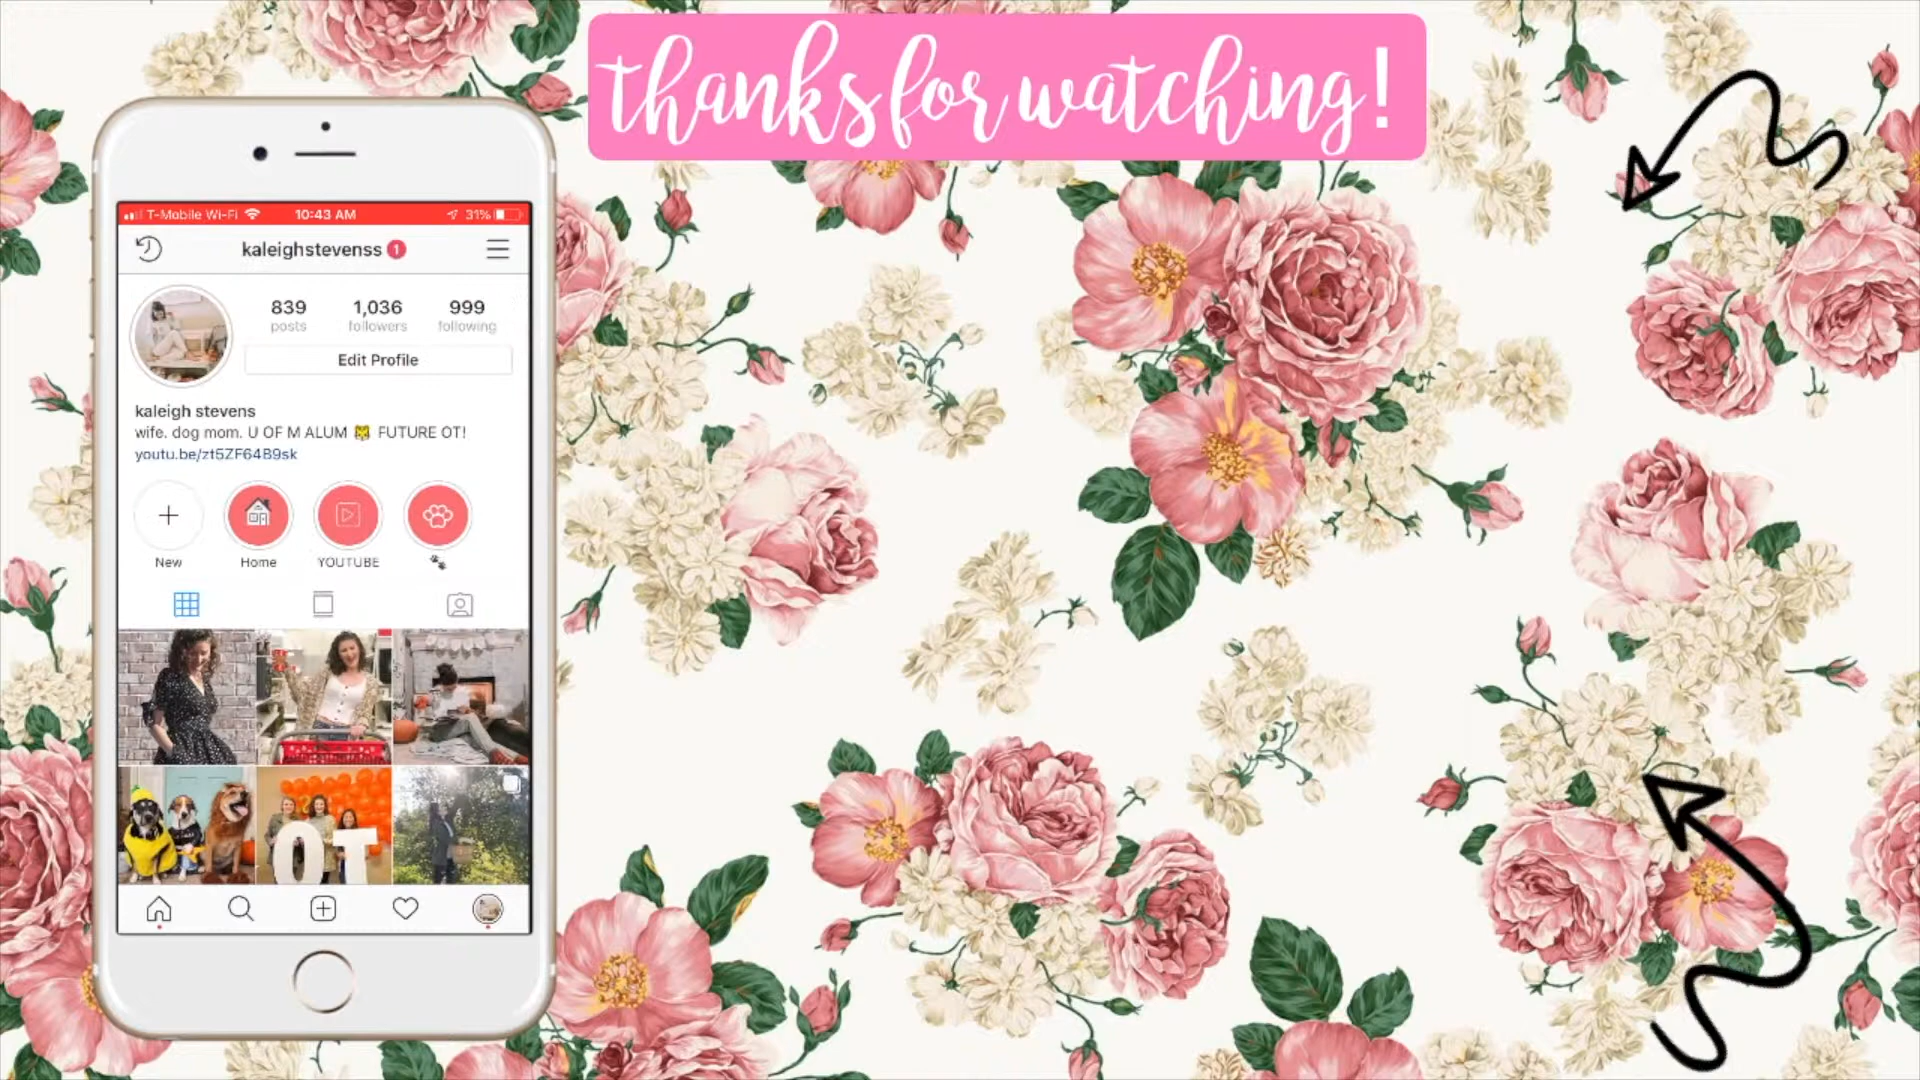 thanks for watching!
T-Mobile Wi-Fi 10:43 AM 31%
kaleighstevenss 1
839 1,036 999
posts followers following
Edit Profile
kaleigh stevens
wife. dog mom. U OF M ALUM 🐯 FUTURE OT!
youtu.be/zt5ZF64B9sk
New Home YOUTUBE 🐾
OT